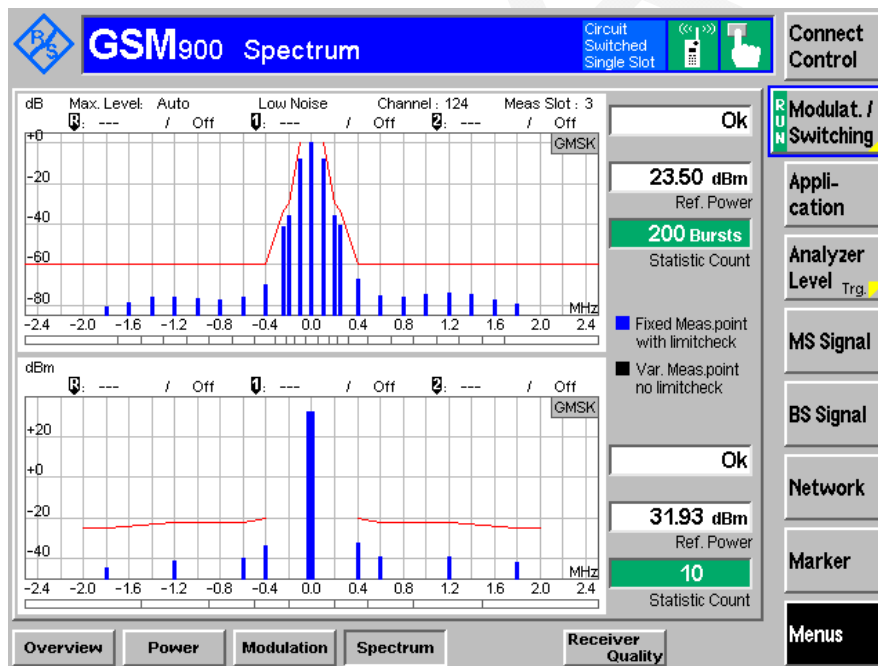 R/S
GSM900 Spectrum
Circuit
Switched
Single Slot
Connect
Control
dB Max. Level: Auto Low Noise Channel : 124 Meas Slot : 3
R: --- / Off 1: --- / Off 2: --- / Off
GMSK
+0
-20
-40
-60
-80
MHz
-2.4 -2.0 -1.6 -1.2 -0.8 -0.4 0.0 0.4 0.8 1.2 1.6 2.0 2.4
Ok
23.50 dBm
Ref. Power
200 Bursts
Statistic Count
Fixed Meas.point
with limitcheck
Var. Meas.point
no limitcheck
dBm
R: --- / Off 1: --- / Off 2: --- / Off
GMSK
+20
+0
-20
-40
MHz
-2.4 -2.0 -1.6 -1.2 -0.8 -0.4 0.0 0.4 0.8 1.2 1.6 2.0 2.4
Ok
31.93 dBm
Ref. Power
10
Statistic Count
RUN
Modulat. /
Switching
Appli-
cation
Analyzer
Level Trg.
MS Signal
BS Signal
Network
Marker
Menus
Overview Power Modulation Spectrum Receiver
Quality